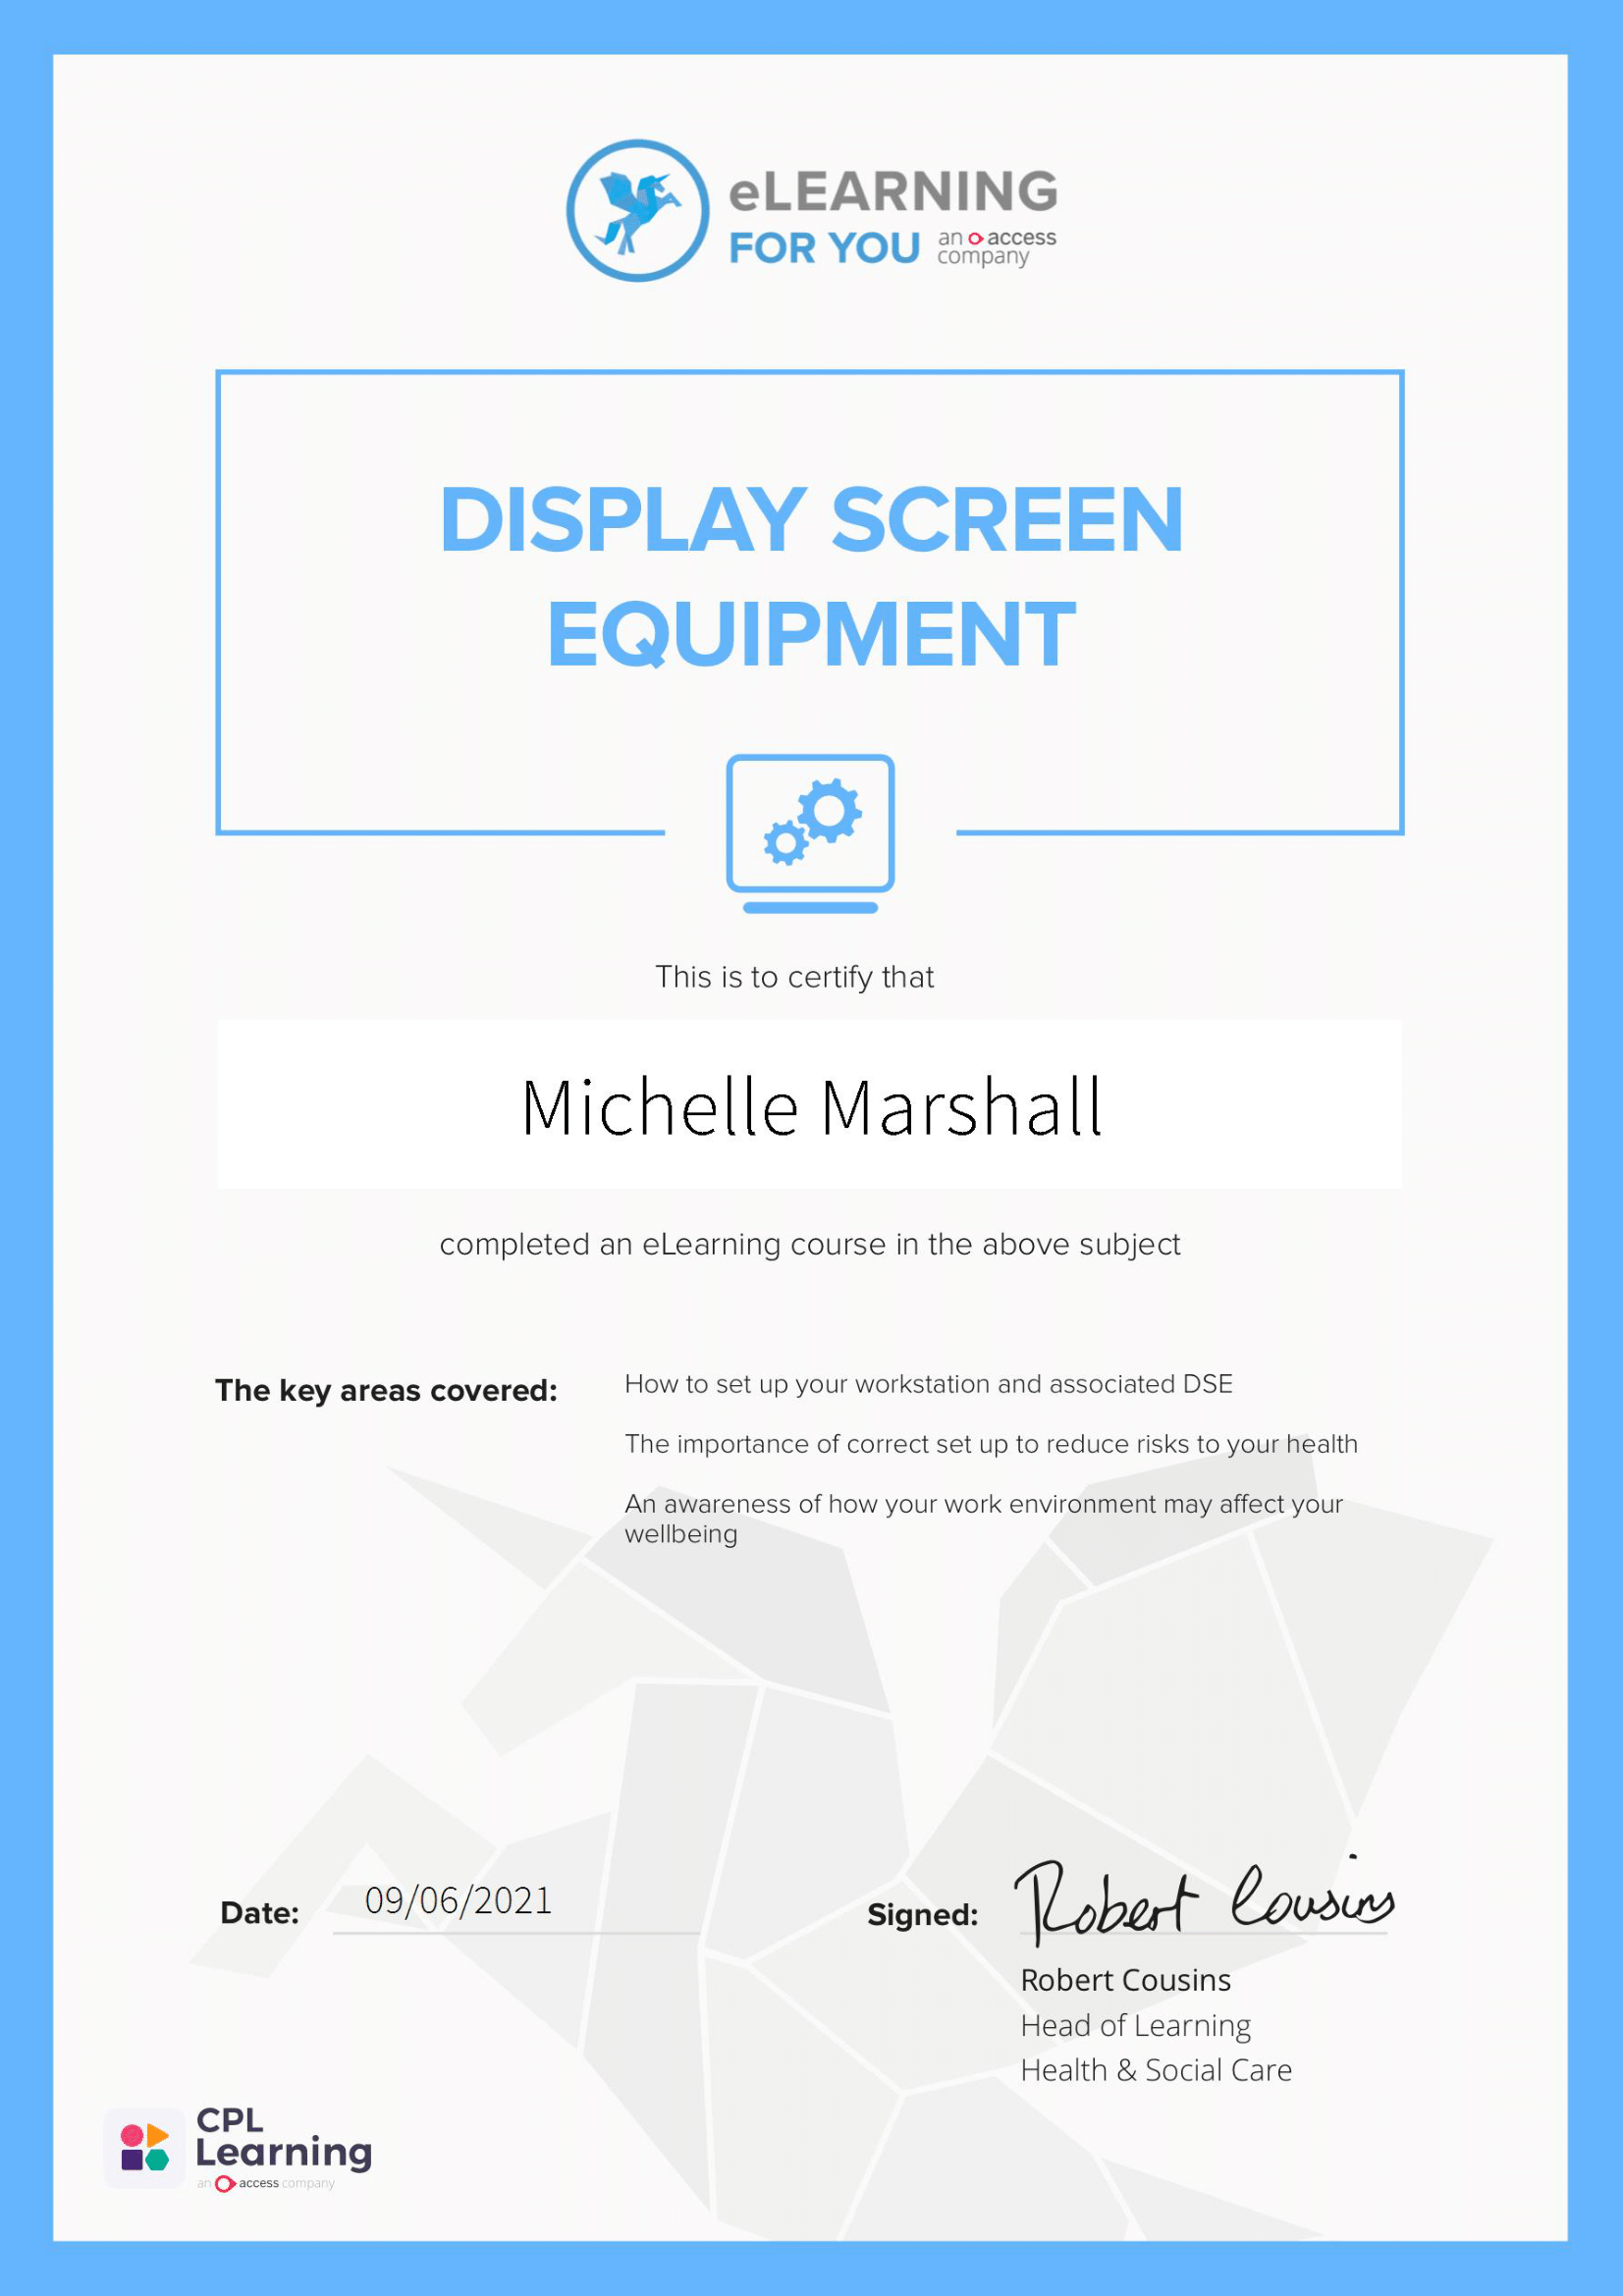 eLEARNING
FOR YOU an access company
DISPLAY SCREEN
EQUIPMENT
This is to certify that
Michelle Marshall
completed an eLearning course in the above subject
The key areas covered:
How to set up your workstation and associated DSE
The importance of correct set up to reduce risks to your health
An awareness of how your work environment may affect your
wellbeing
Date: 09/06/2021
Signed: Robert Cousins
Robert Cousins
Head of Learning
Health & Social Care
CPL
Learning
an access company